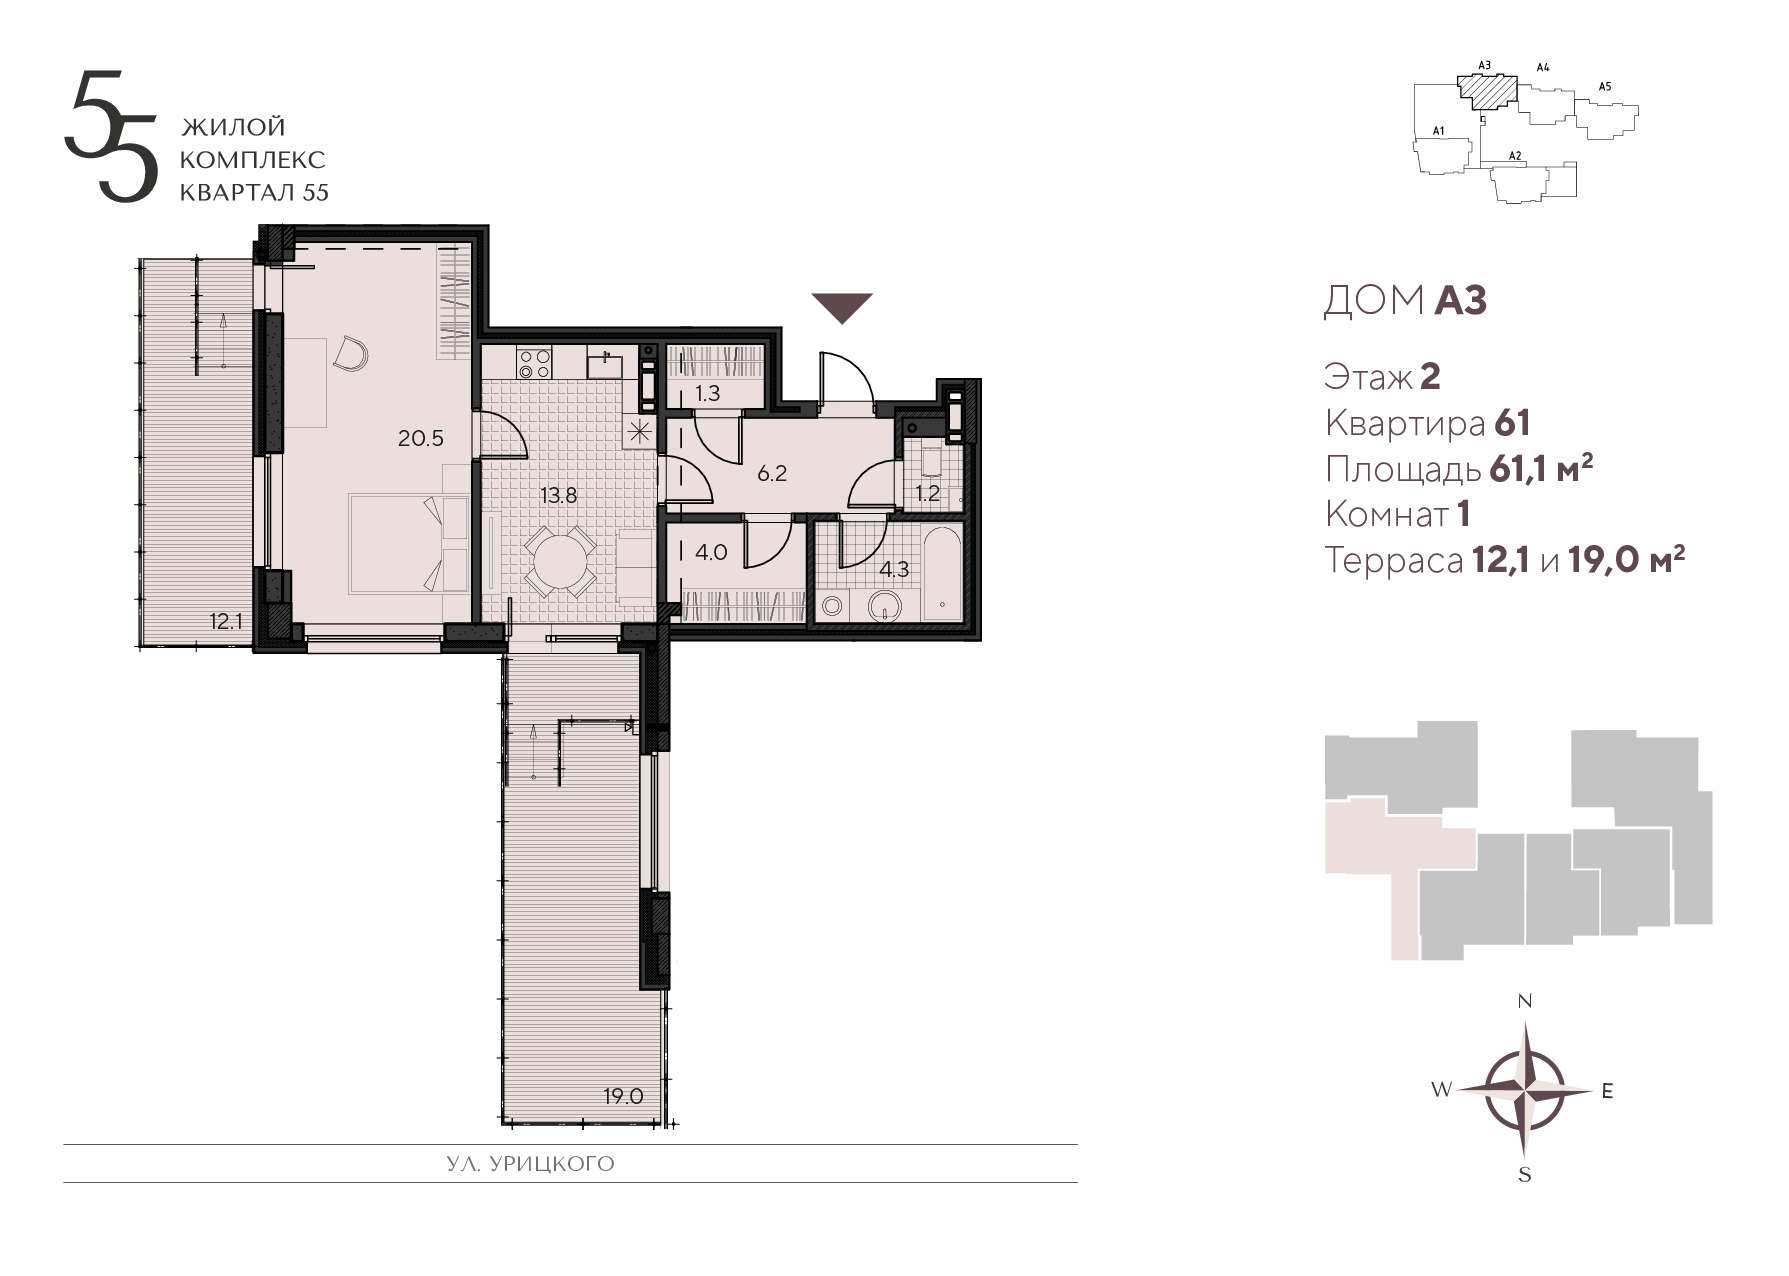 55
ЖИЛОЙ
КОМПЛЕКС
КВАРТАЛ 55
A3
A4
A5
A1
A2
ДОМ А3
Этаж 2
Квартира 61
Площадь 61,1 м²
Комнат 1
Терраса 12,1 и 19,0 м²
1.3
20.5
6.2
13.8
1.2
4.0
4.3
12.1
19.0
УЛ. УРИЦКОГО
N
W
E
S